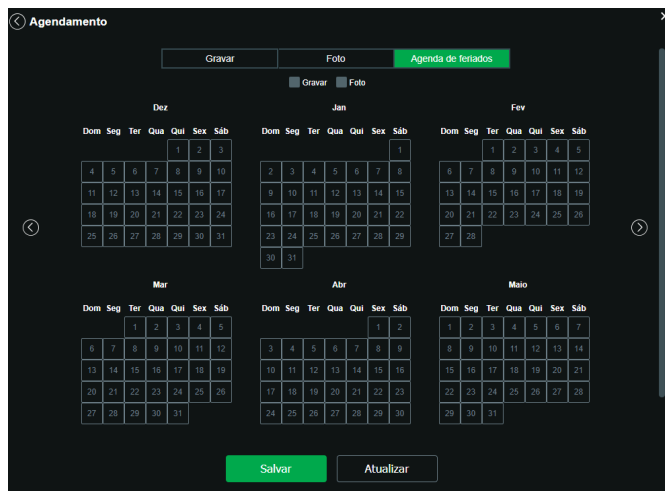 Agendamento
Gravar Foto Agenda de feriados
Gravar Foto
Dez Jan Fev
Dom Seg Ter Qua Qui Sex Sáb Dom Seg Ter Qua Qui Sex Sáb Dom Seg Ter Qua Qui Sex Sáb
1 2 3 1 1 2 3 4 5
4 5 6 7 8 9 10 2 3 4 5 6 7 8 6 7 8 9 10 11 12
11 12 13 14 15 16 17 9 10 11 12 13 14 15 13 14 15 16 17 18 19
18 19 20 21 22 23 24 16 17 18 19 20 21 22 20 21 22 23 24 25 26
25 26 27 28 29 30 31 23 24 25 26 27 28 29 27 28
30 31
Mar Abr Maio
Dom Seg Ter Qua Qui Sex Sáb Dom Seg Ter Qua Qui Sex Sáb Dom Seg Ter Qua Qui Sex Sáb
1 2 3 4 5 1 2 1 2 3 4 5 6 7
6 7 8 9 10 11 12 3 4 5 6 7 8 9 8 9 10 11 12 13 14
13 14 15 16 17 18 19 10 11 12 13 14 15 16 15 16 17 18 19 20 21
20 21 22 23 24 25 26 17 18 19 20 21 22 23 22 23 24 25 26 27 28
27 28 29 30 31 24 25 26 27 28 29 30 29 30 31
Salvar Atualizar